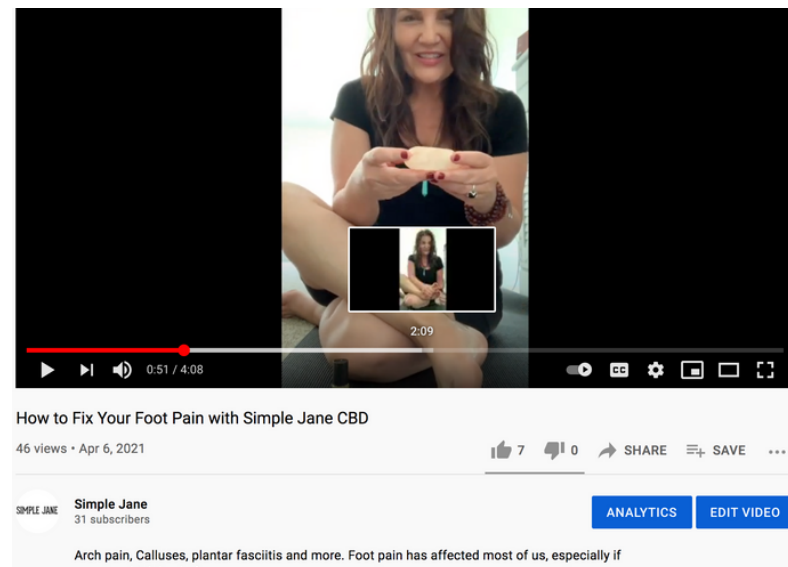 2:09
0:51 / 4:08
CC
How to Fix Your Foot Pain with Simple Jane CBD
46 views • Apr 6, 2021
7 0 SHARE SAVE
SIMPLE JANE
Simple Jane
31 subscribers
ANALYTICS EDIT VIDEO
Arch pain, Calluses, plantar fasciitis and more. Foot pain has affected most of us, especially if